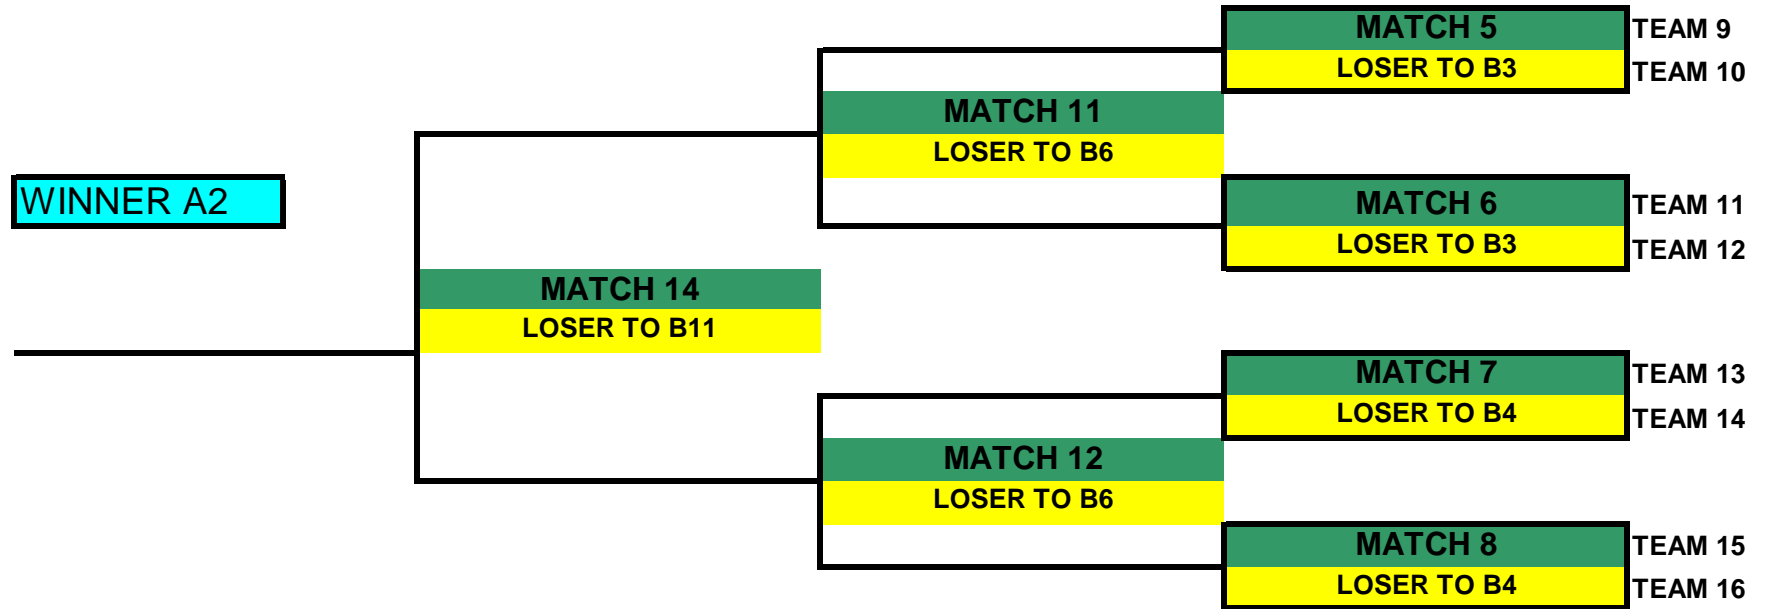 MATCH 5
TEAM 9
LOSER TO B3
TEAM 10
MATCH 11
LOSER TO B6
WINNER A2
MATCH 6
TEAM 11
LOSER TO B3
TEAM 12
MATCH 14
LOSER TO B11
MATCH 7
TEAM 13
LOSER TO B4
TEAM 14
MATCH 12
LOSER TO B6
MATCH 8
TEAM 15
LOSER TO B4
TEAM 16